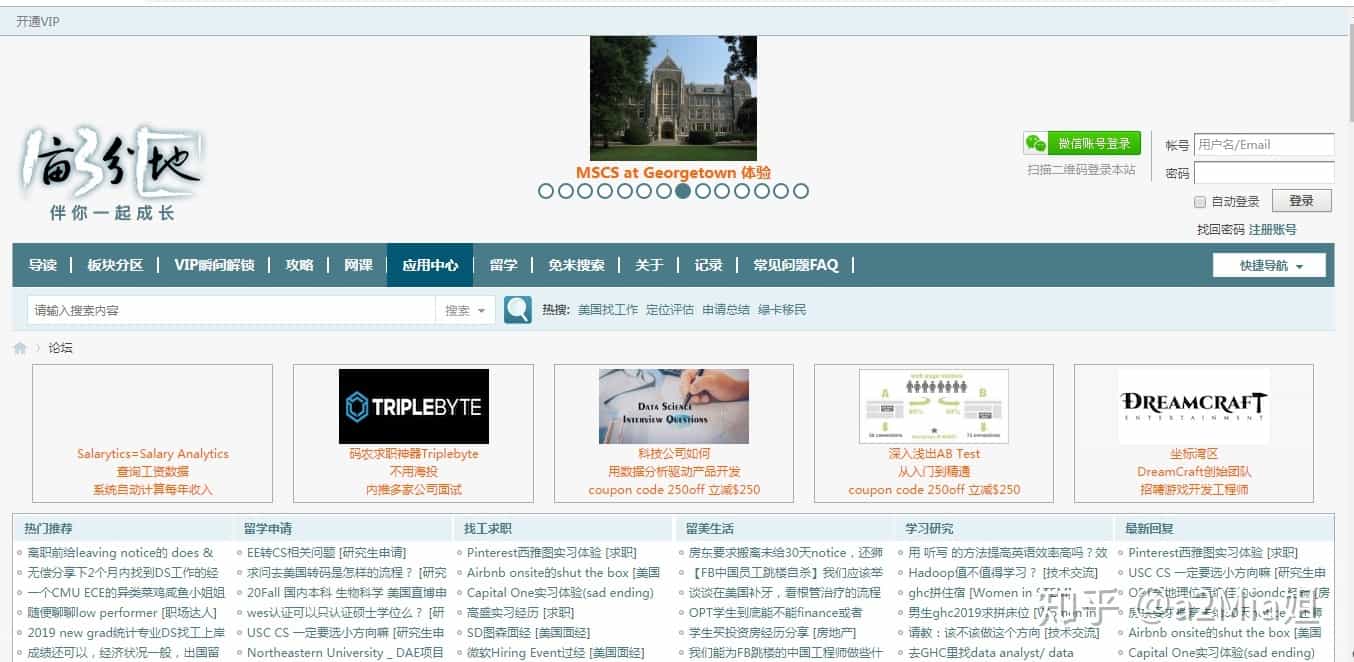 开通VIP
MSCS at Georgetown 体验
伴你一起成长
微信账号登录
扫描二维码登录本站
帐号 用户名/Email
密码
自动登录 登录
找回密码 注册账号
导读 板块分区 VIP瞬间解锁 攻略 网课 应用中心 留学 免米搜索 关于 记录 常见问题FAQ 快捷导航
请输入搜索内容 搜索 热搜: 美国找工作 定位评估 申请总结 绿卡移民
论坛
TRIPLEBYTE
DATA SCIENCE
INTERVIEW QUESTIONS
A B
DREAMCRAFT
ENTERTAINMENT
Salarytics=Salary Analytics
查询工资数据
系统自动计算每年收入
码农求职神器Triplebyte
不用海投
内推多家公司面试
科技公司如何
用数据分析驱动产品开发
coupon code 250off 立减$250
深入浅出AB Test
从入门到精通
coupon code 250off 立减$250
坐标湾区
DreamCraft创始团队
招聘游戏开发工程师
热门推荐
离职前给leaving notice的 does &
无偿分享下2个月内找到DS工作的经
一个CMU ECE的异类菜鸡咸鱼小姐姐
随便聊聊low performer [职场达人]
2019 new grad统计专业DS找工上岸
成绩还可以，经济状况一般，出国留
留学申请
EE转CS相关问题 [研究生申请]
求问去美国转码是怎样的流程？ [研究
20Fall 国内本科 生物科学 美国直博申
wes认证可以只认证硕士学位么？ [研
USC CS 一定要选小方向嘛 [研究生申
Northeastern University _ DAE项目
找工求职
Pinterest西雅图实习体验 [求职]
Airbnb onsite的shut the box [美国
Capital One实习体验(sad ending)
高盛实习经历 [求职]
SD图森面经 [美国面经]
微软Hiring Event过经 [美国面经]
留美生活
房东要求搬离未给30天notice，还狮
【FB中国员工跳楼自杀】我们应该举
谈谈在美国补牙，看根管治疗的流程
OPT学生到底能不能finance或者
学生买投资房经历分享 [房地产]
我们能为FB跳楼的中国工程师做些什
学习研究
用 听写 的方法提高英语效率高吗？效
Hadoop值不值得学习？ [技术交流]
ghc拼住宿 [Women in
男生ghc2019求拼床位 [Women in
请教：该不该做这个方向 [技术交流]
去GHC里找data analyst/ data
最新回复
Pinterest西雅图实习体验 [求职]
USC CS 一定要选小方向嘛 [研究生申
Airbnb onsite的shut the box [美国
Capital One实习体验(sad ending)
知乎 @a2Mia姐